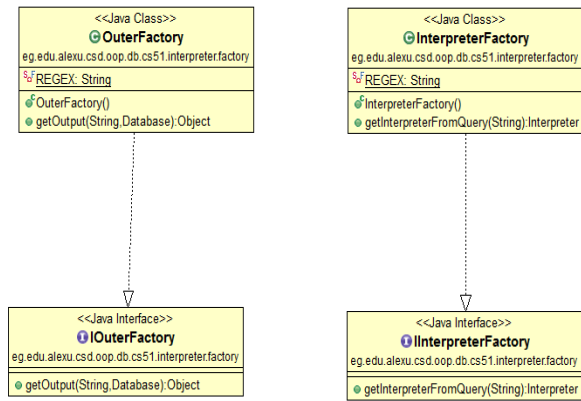 <<Java Class>>
OuterFactory
eg.edu.alexu.csd.oop.db.cs51.interpreter.factory
REGEX: String
OuterFactory()
getOutput(String,Database):Object
<<Java Class>>
InterpreterFactory
eg.edu.alexu.csd.oop.db.cs51.interpreter.factory
REGEX: String
InterpreterFactory()
getInterpreterFromQuery(String):Interpreter
<<Java Interface>>
IOuterFactory
eg.edu.alexu.csd.oop.db.cs51.interpreter.factory
getOutput(String,Database):Object
<<Java Interface>>
IInterpreterFactory
eg.edu.alexu.csd.oop.db.cs51.interpreter.factory
getInterpreterFromQuery(String):Interpreter